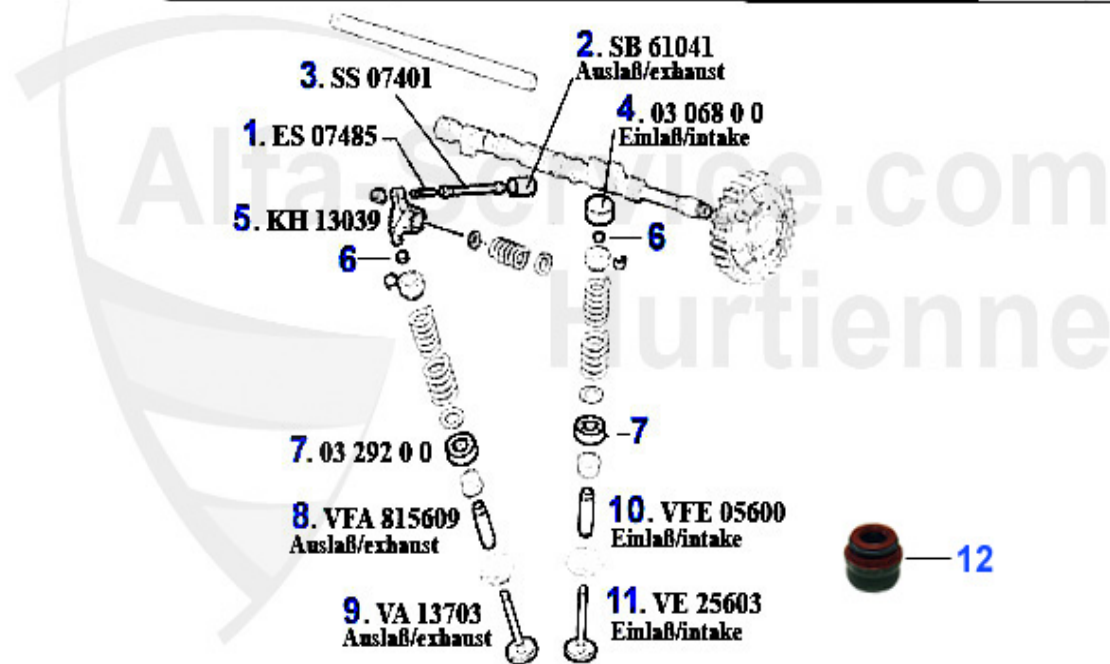 2. SB 61041
Auslaß/exhaust
3. SS 07401
4. 03 068 0 0
Einlaß/intake
1. ES 07485
Alfa-Service.com
5. KH 13039
6
6
Hurtienne
7. 03 292 0 0
7
8. VFA 815609
Auslaß/exhaust
10. VFE 05600
Einlaß/intake
12
9. VA 13703
Auslaß/exhaust
11. VE 25603
Einlaß/intake